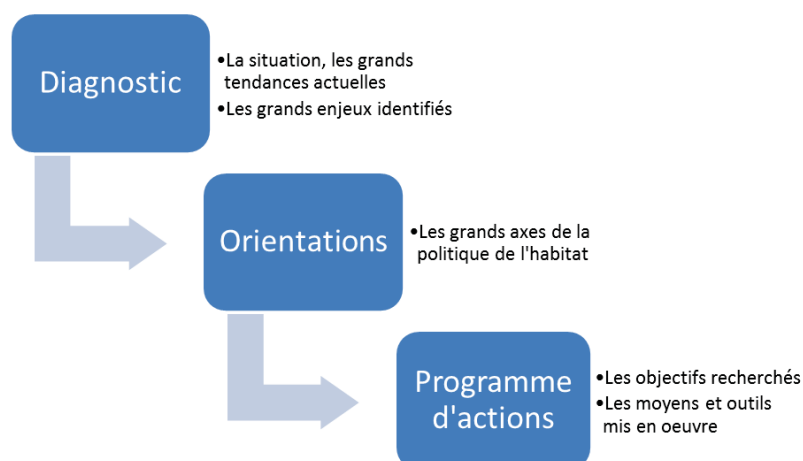 Diagnostic
•La situation, les grands
tendances actuelles
•Les grands enjeux identifiés
Orientations
•Les grands axes de la
politique de l'habitat
Programme
d'actions
•Les objectifs recherchés
•Les moyens et outils
mis en oeuvre